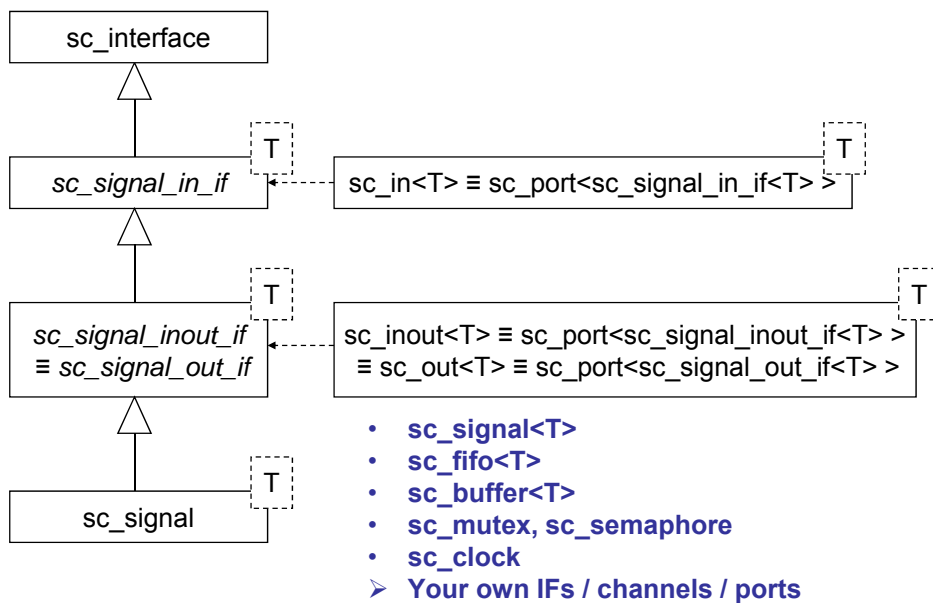 sc_interface
T
sc_signal_in_if
T
sc_in<T> ≡ sc_port<sc_signal_in_if<T> >
T
sc_signal_inout_if
≡ sc_signal_out_if
T
sc_inout<T> ≡ sc_port<sc_signal_inout_if<T> >
≡ sc_out<T> ≡ sc_port<sc_signal_out_if<T> >
T
sc_signal
• sc_signal<T>
• sc_fifo<T>
• sc_buffer<T>
• sc_mutex, sc_semaphore
• sc_clock
➢ Your own IFs / channels / ports